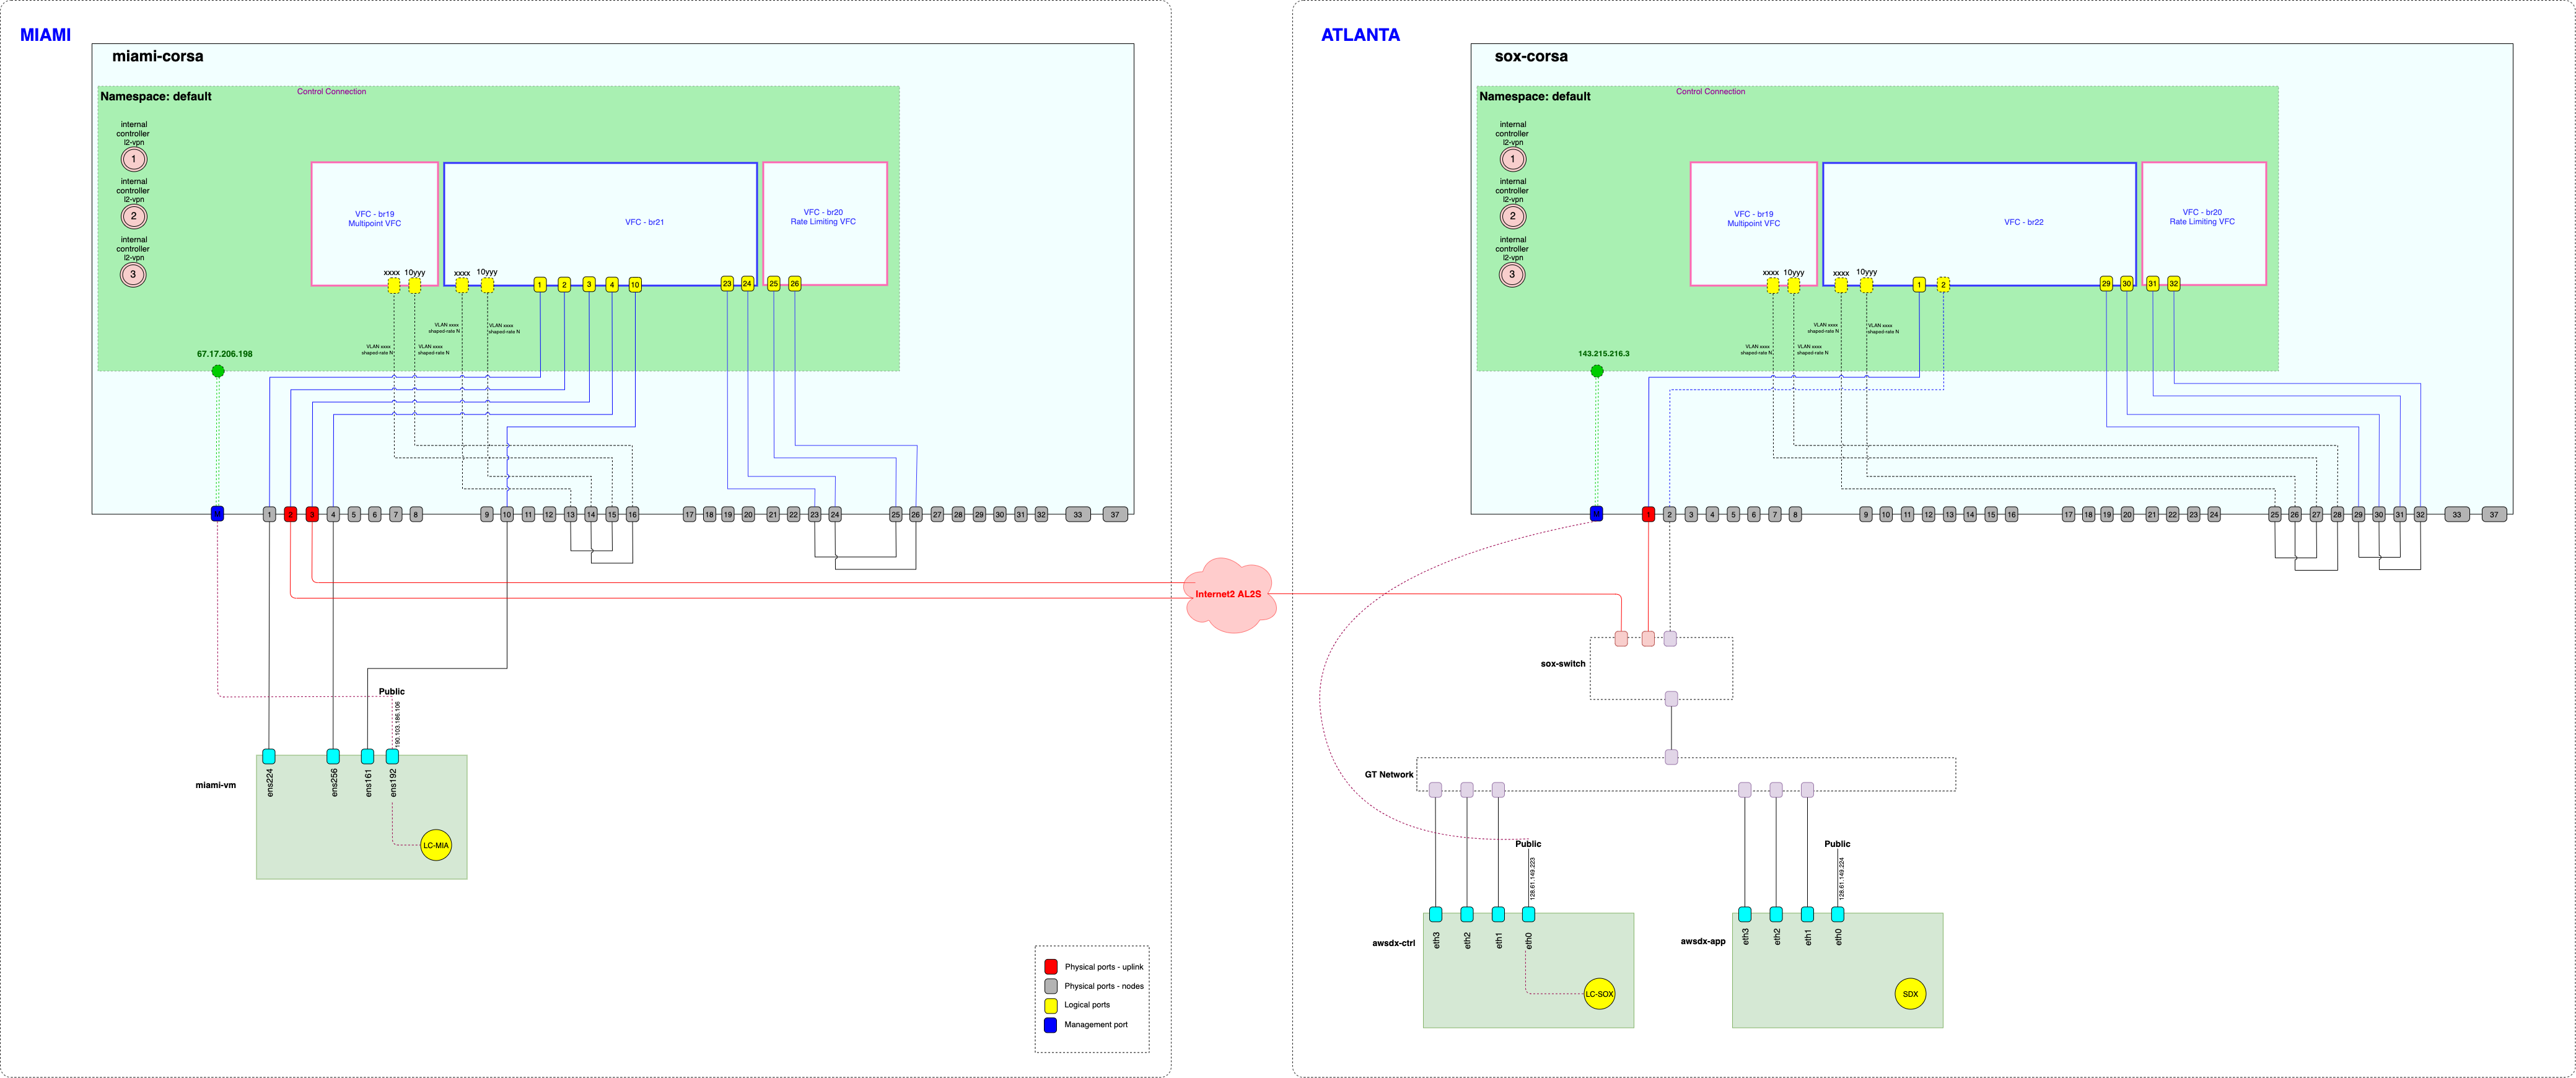 MIAMI
miami-corsa
Namespace: default
Control Connection
internal
controller
l2-vpn
1
internal
controller
l2-vpn
2
internal
controller
l2-vpn
3
VFC - br19
Multipoint VFC
VFC - br21
VFC - br20
Rate Limiting VFC
xxxx 10yyy xxxx 10yyy
1 2 3 4 10 23 24 25 26
VLAN xxxx
shaped-rate N
VLAN xxxx
shaped-rate N
VLAN xxxx
shaped-rate N
VLAN xxxx
shaped-rate N
67.17.206.198
M 1 2 3 4 5 6 7 8 9 10 11 12 13 14 15 16 17 18 19 20 21 22 23 24 25 26 27 28 29 30 31 32 33 37
Internet2 AL2S
Public
190.103.186.106
miami-vm
ens224
ens256
ens161
ens192
LC-MIA
Physical ports - uplink
Physical ports - nodes
Logical ports
Management port
ATLANTA
sox-corsa
Namespace: default
Control Connection
internal
controller
l2-vpn
1
internal
controller
l2-vpn
2
internal
controller
l2-vpn
3
VFC - br19
Multipoint VFC
VFC - br22
VFC - br20
Rate Limiting VFC
xxxx 10yyy xxxx 10yyy
1 2 29 30 31 32
VLAN xxxx
shaped-rate N
VLAN xxxx
shaped-rate N
VLAN xxxx
shaped-rate N
VLAN xxxx
shaped-rate N
143.215.216.3
M 1 2 3 4 5 6 7 8 9 10 11 12 13 14 15 16 17 18 19 20 21 22 23 24 25 26 27 28 29 30 31 32 33 37
sox-switch
GT Network
Public
128.61.149.223
awsdx-ctrl
eth3
eth2
eth1
eth0
LC-SOX
Public
128.61.149.224
awsdx-app
eth3
eth2
eth1
eth0
SDX